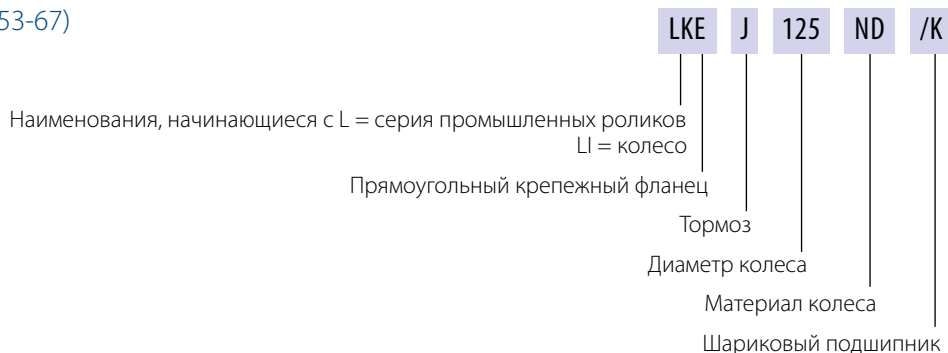 53-67)
LKE J 125 ND /K
Наименования, начинающиеся с L = серия промышленных роликов
LI = колесо
Прямоугольный крепежный фланец
Тормоз
Диаметр колеса
Материал колеса
Шариковый подшипник